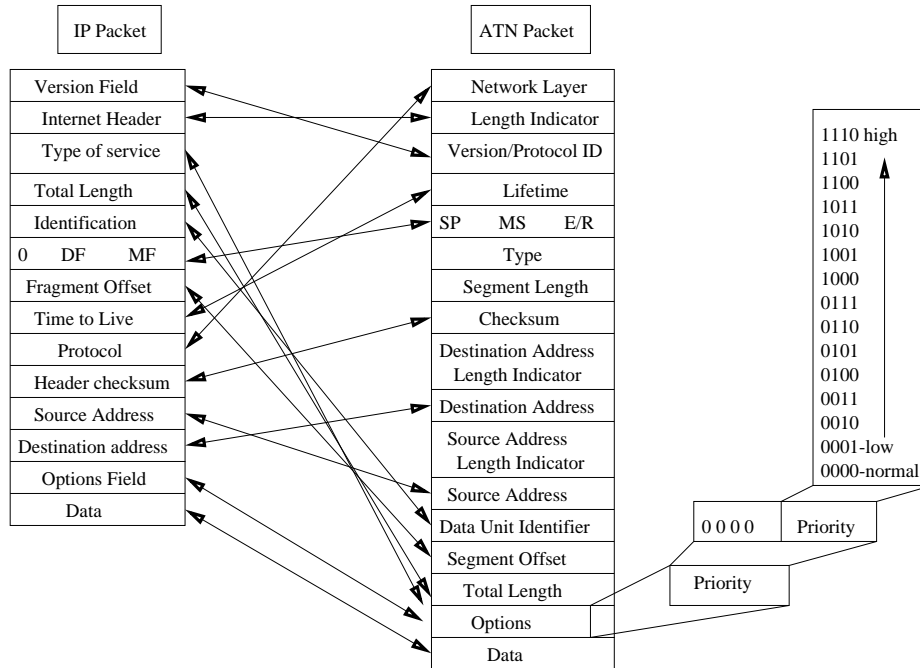 IP Packet
Version Field
Internet Header
Type of service
Total Length
Identification
0 DF MF
Fragment Offset
Time to Live
Protocol
Header checksum
Source Address
Destination address
Options Field
Data
ATN Packet
Network Layer
Length Indicator
Version/Protocol ID
Lifetime
SP MS E/R
Type
Segment Length
Checksum
Destination Address
Length Indicator
Destination Address
Source Address
Length Indicator
Source Address
Data Unit Identifier
Segment Offset
Total Length
Options
Data
0 0 0 0 Priority
Priority
1110 high
1101
1100
1011
1010
1001
1000
0111
0110
0101
0100
0011
0010
0001-low
0000-normal